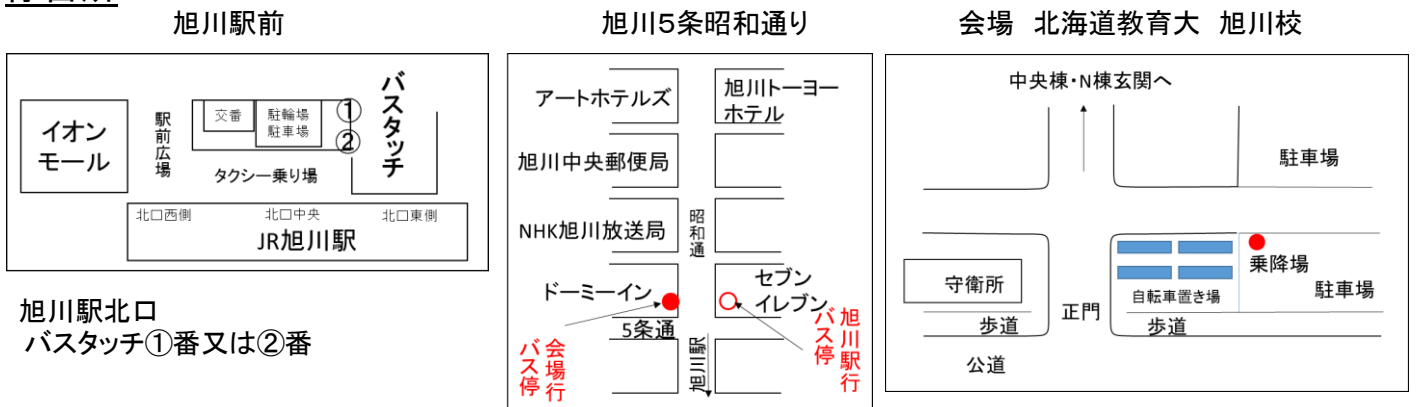 旭川駅前
イオン
モール
駅前広場
交番
駐輪場
駐車場
①
②
バスタッチ
タクシー乗り場
北口西側
北口中央
北口東側
JR旭川駅
旭川駅北口
バスタッチ①番又は②番
旭川5条昭和通り
アートホテルズ
旭川トーヨー
ホテル
旭川中央郵便局
NHK旭川放送局
昭和通
ドーミーイン
セブン
イレブン
5条通
会場行
バス停
旭川駅
旭川駅行
バス停
会場 北海道教育大 旭川校
中央棟・N棟玄関へ
駐車場
守衛所
乗降場
自転車置き場
駐車場
歩道
正門
歩道
公道